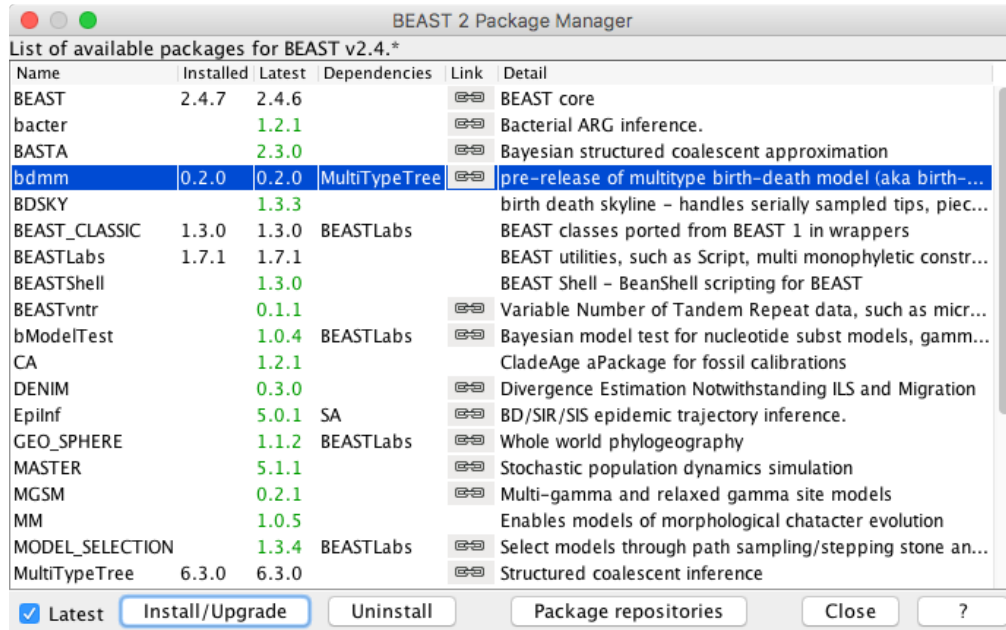 BEAST 2 Package Manager
List of available packages for BEAST v2.4.*
Name Installed Latest Dependencies Link Detail
BEAST 2.4.7 2.4.6 BEAST core
bacter 1.2.1 Bacterial ARG inference.
BASTA 2.3.0 Bayesian structured coalescent approximation
bdmm 0.2.0 0.2.0 MultiTypeTree pre-release of multitype birth-death model (aka birth-...
BDSKY 1.3.3 birth death skyline - handles serially sampled tips, piec...
BEAST_CLASSIC 1.3.0 1.3.0 BEASTLabs BEAST classes ported from BEAST 1 in wrappers
BEASTLabs 1.7.1 1.7.1 BEAST utilities, such as Script, multi monophyletic constr...
BEASTShell 1.3.0 BEAST Shell - BeanShell scripting for BEAST
BEASTvntr 0.1.1 Variable Number of Tandem Repeat data, such as micr...
bModelTest 1.0.4 BEASTLabs Bayesian model test for nucleotide subst models, gamm...
CA 1.2.1 CladeAge aPackage for fossil calibrations
DENIM 0.3.0 Divergence Estimation Notwithstanding ILS and Migration
EpiInf 5.0.1 SA BD/SIR/SIS epidemic trajectory inference.
GEO_SPHERE 1.1.2 BEASTLabs Whole world phylogeography
MASTER 5.1.1 Stochastic population dynamics simulation
MGSM 0.2.1 Multi-gamma and relaxed gamma site models
MM 1.0.5 Enables models of morphological chatacter evolution
MODEL_SELECTION 1.3.4 BEASTLabs Select models through path sampling/stepping stone an...
MultiTypeTree 6.3.0 6.3.0 Structured coalescent inference
Latest Install/Upgrade Uninstall Package repositories Close ?